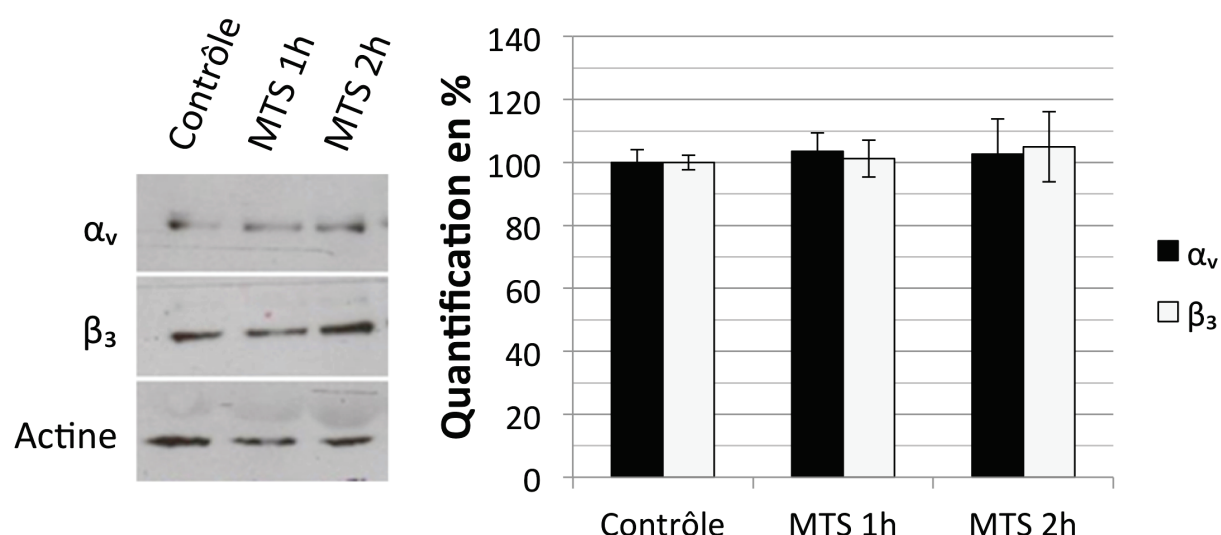 Contrôle
MTS 1h
MTS 2h
αᵥ
β₃
Actine
Quantification en %
140
120
100
80
60
40
20
0
Contrôle
MTS 1h
MTS 2h
αᵥ
β₃